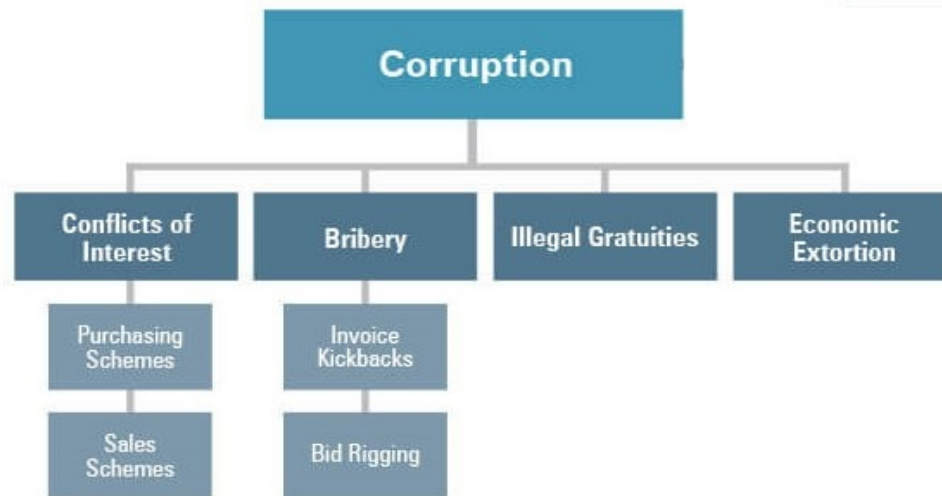 Corruption
Conflicts of
Interest
Bribery
Illegal Gratuities
Economic
Extortion
Purchasing
Schemes
Invoice
Kickbacks
Sales
Schemes
Bid Rigging